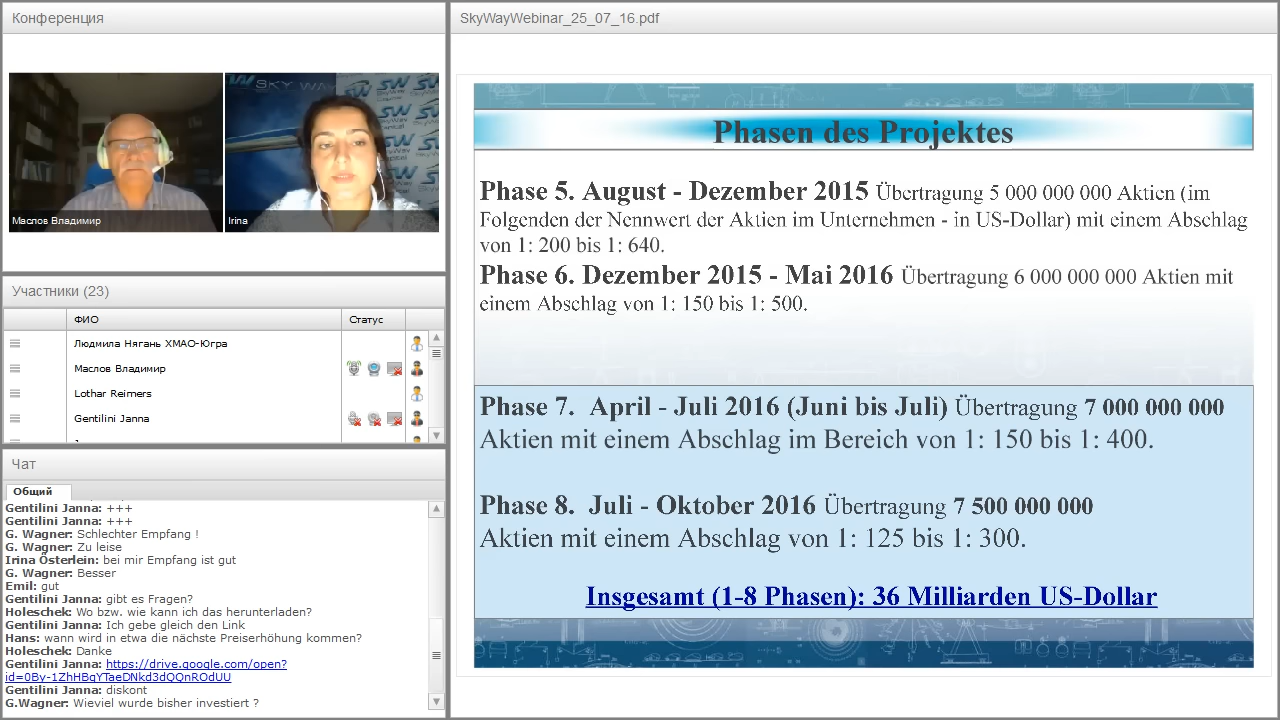 Конференция
SKY WAY
SW
SW
SW
Маслов Владимир
Irina
Участники (23)
ФИО
Статус
Людмила Нягань ХМАО-Югра
Маслов Владимир
Lothar Reimers
Gentilini Janna
Чат
Общий
Gentilini Janna: +++
Gentilini Janna: +++
G. Wagner: Schlechter Empfang !
G. Wagner: Zu leise
Irina Österlein: bei mir Empfang ist gut
G. Wagner: Besser
Emil: gut
Gentilini Janna: gibt es Fragen?
Holeschek: Wo bzw. wie kann ich das herunterladen?
Gentilini Janna: Ich gebe gleich den Link
Hans: wann wird in etwa die nächste Preiserhöhung kommen?
Holeschek: Danke
Gentilini Janna: https://drive.google.com/open?
id=0By-1ZhHBqYTaeDNkd3dQQnROdUU
Gentilini Janna: diskont
G.Wagner: Wieviel wurde bisher investiert ?
SkyWayWebinar_25_07_16.pdf
Phasen des Projektes
Phase 5. August - Dezember 2015 Übertragung 5 000 000 000 Aktien (im
Folgenden der Nennwert der Aktien im Unternehmen - in US-Dollar) mit einem Abschlag
von 1: 200 bis 1: 640.
Phase 6. Dezember 2015 - Mai 2016 Übertragung 6 000 000 000 Aktien mit
einem Abschlag von 1: 150 bis 1: 500.
Phase 7. April - Juli 2016 (Juni bis Juli) Übertragung 7 000 000 000
Aktien mit einem Abschlag im Bereich von 1: 150 bis 1: 400.
Phase 8. Juli - Oktober 2016 Übertragung 7 500 000 000
Aktien mit einem Abschlag von 1: 125 bis 1: 300.
Insgesamt (1-8 Phasen): 36 Milliarden US-Dollar